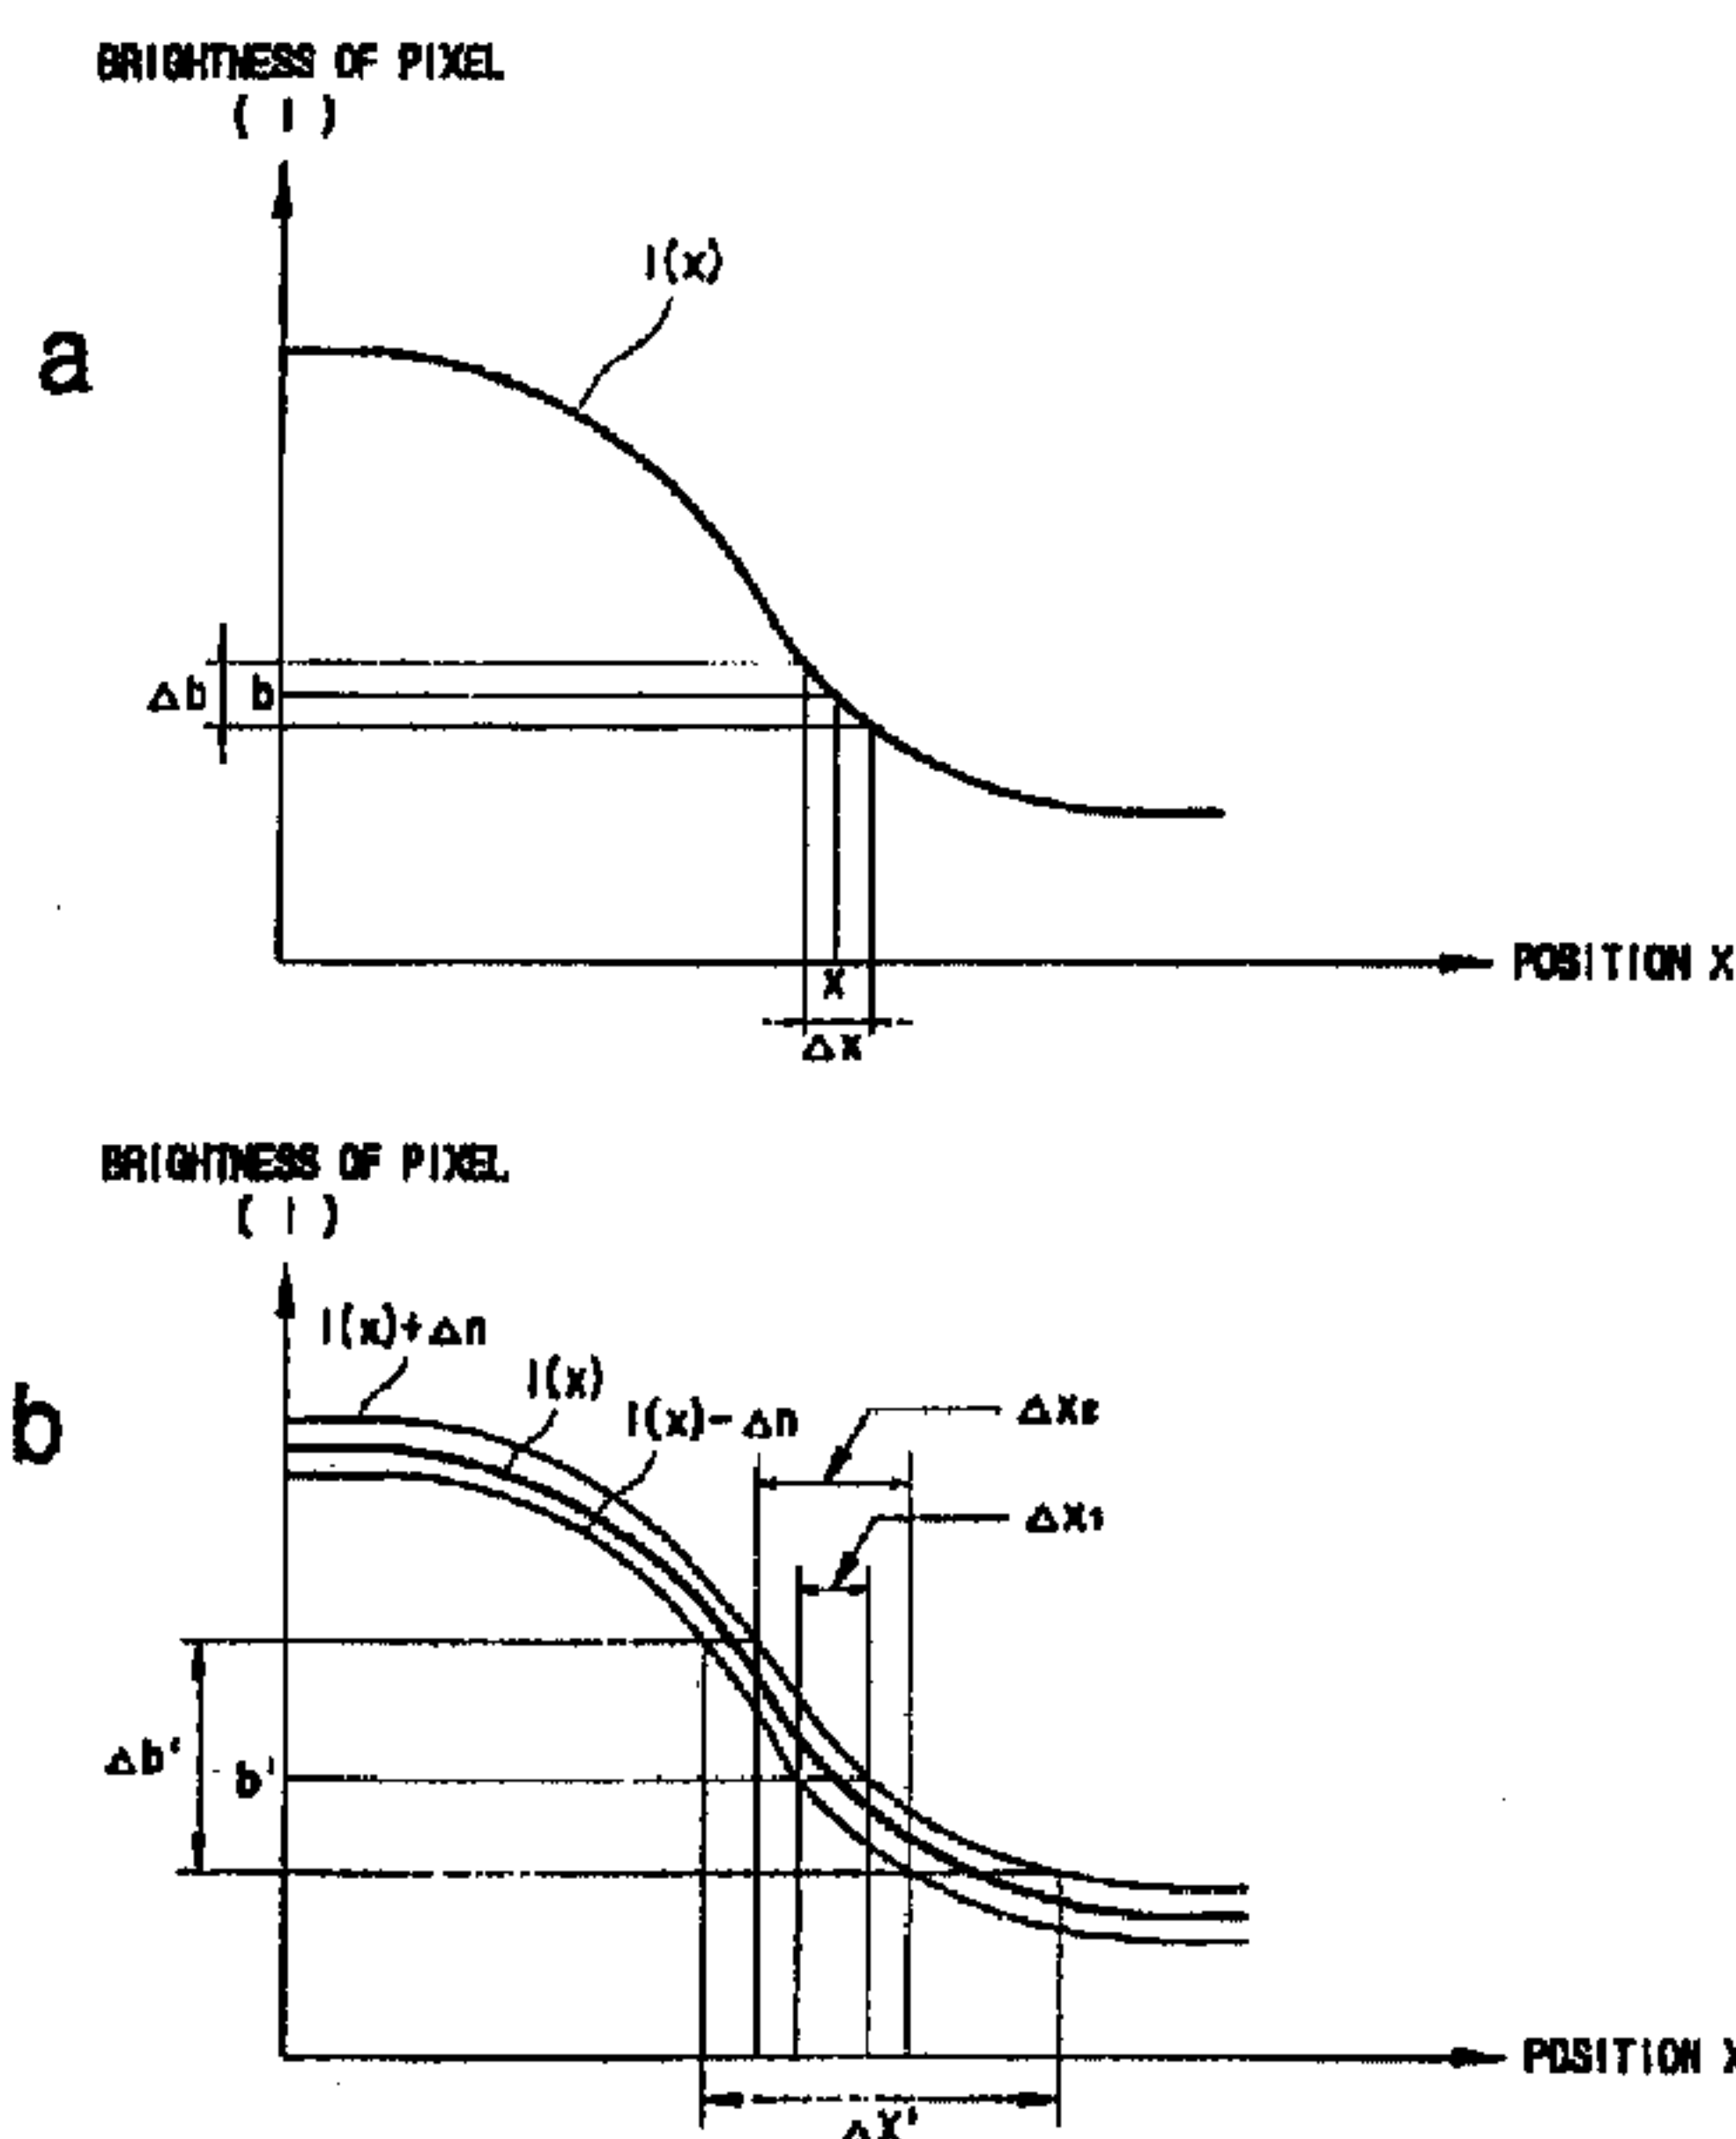 BRIGHTNESS OF PIXEL
( I )
a
I(x)
Δb
b
POSITION X
X
ΔX
BRIGHTNESS OF PIXEL
( I )
b
I(x)+Δn
I(x)
I(x)-Δn
ΔX2
ΔX1
Δb'
b'
POSITION X
ΔX'